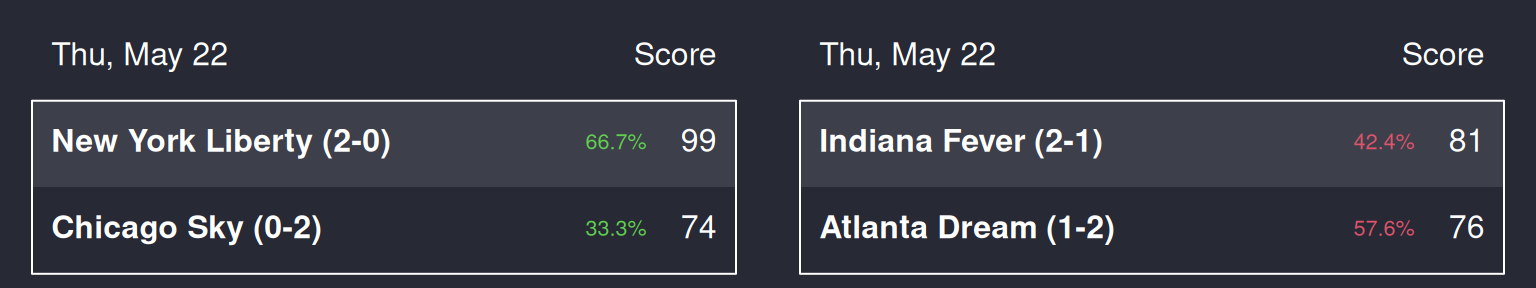 Thu, May 22 Score
New York Liberty (2-0) 66.7% 99
Chicago Sky (0-2) 33.3% 74
Thu, May 22 Score
Indiana Fever (2-1) 42.4% 81
Atlanta Dream (1-2) 57.6% 76